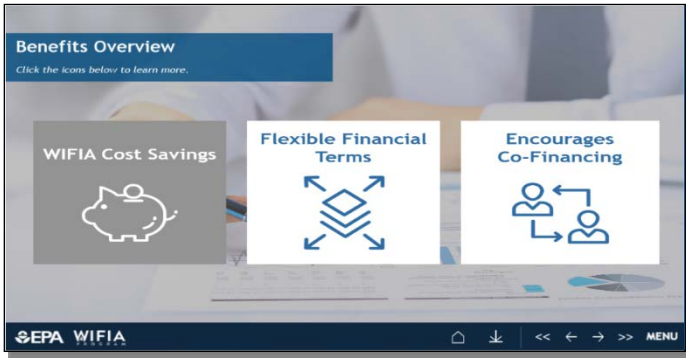 Benefits Overview
Click the icons below to learn more.
WIFIA Cost Savings
Flexible Financial
Terms
Encourages
Co-Financing
EPA WIFIA
PROGRAM
<< ← → >> MENU